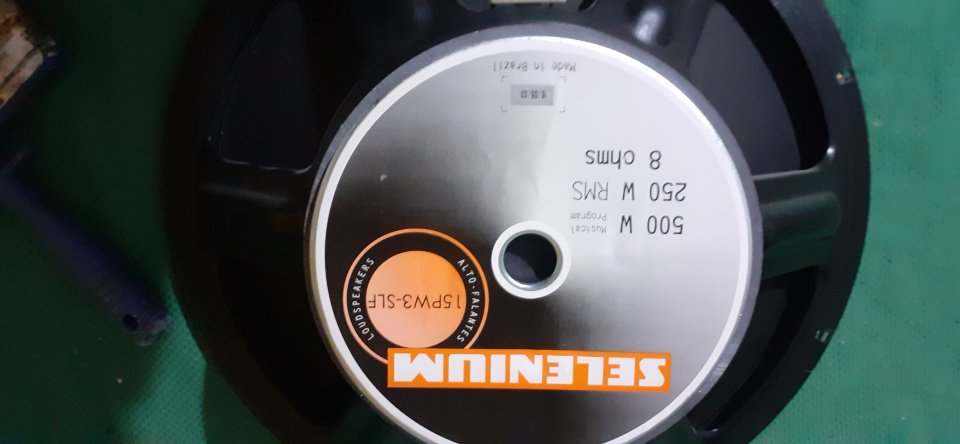 SELENIUM
LOUDSPEAKERS
ALTO-FALANTES
15PW3-SLF
500 W Musical Program
250 W RMS
8 ohms
Made in Brazil